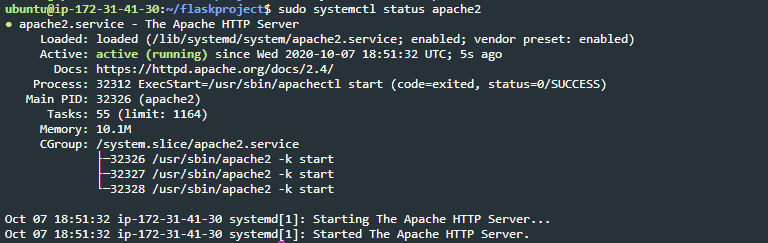 ubuntu@ip-172-31-41-30:~/flaskproject$ sudo systemctl status apache2
● apache2.service - The Apache HTTP Server
Loaded: loaded (/lib/systemd/system/apache2.service; enabled; vendor preset: enabled)
Active: active (running) since Wed 2020-10-07 18:51:32 UTC; 5s ago
Docs: https://httpd.apache.org/docs/2.4/
Process: 32312 ExecStart=/usr/sbin/apachectl start (code=exited, status=0/SUCCESS)
Main PID: 32326 (apache2)
Tasks: 55 (limit: 1164)
Memory: 10.1M
CGroup: /system.slice/apache2.service
├─32326 /usr/sbin/apache2 -k start
├─32327 /usr/sbin/apache2 -k start
└─32328 /usr/sbin/apache2 -k start
Oct 07 18:51:32 ip-172-31-41-30 systemd[1]: Starting The Apache HTTP Server...
Oct 07 18:51:32 ip-172-31-41-30 systemd[1]: Started The Apache HTTP Server.